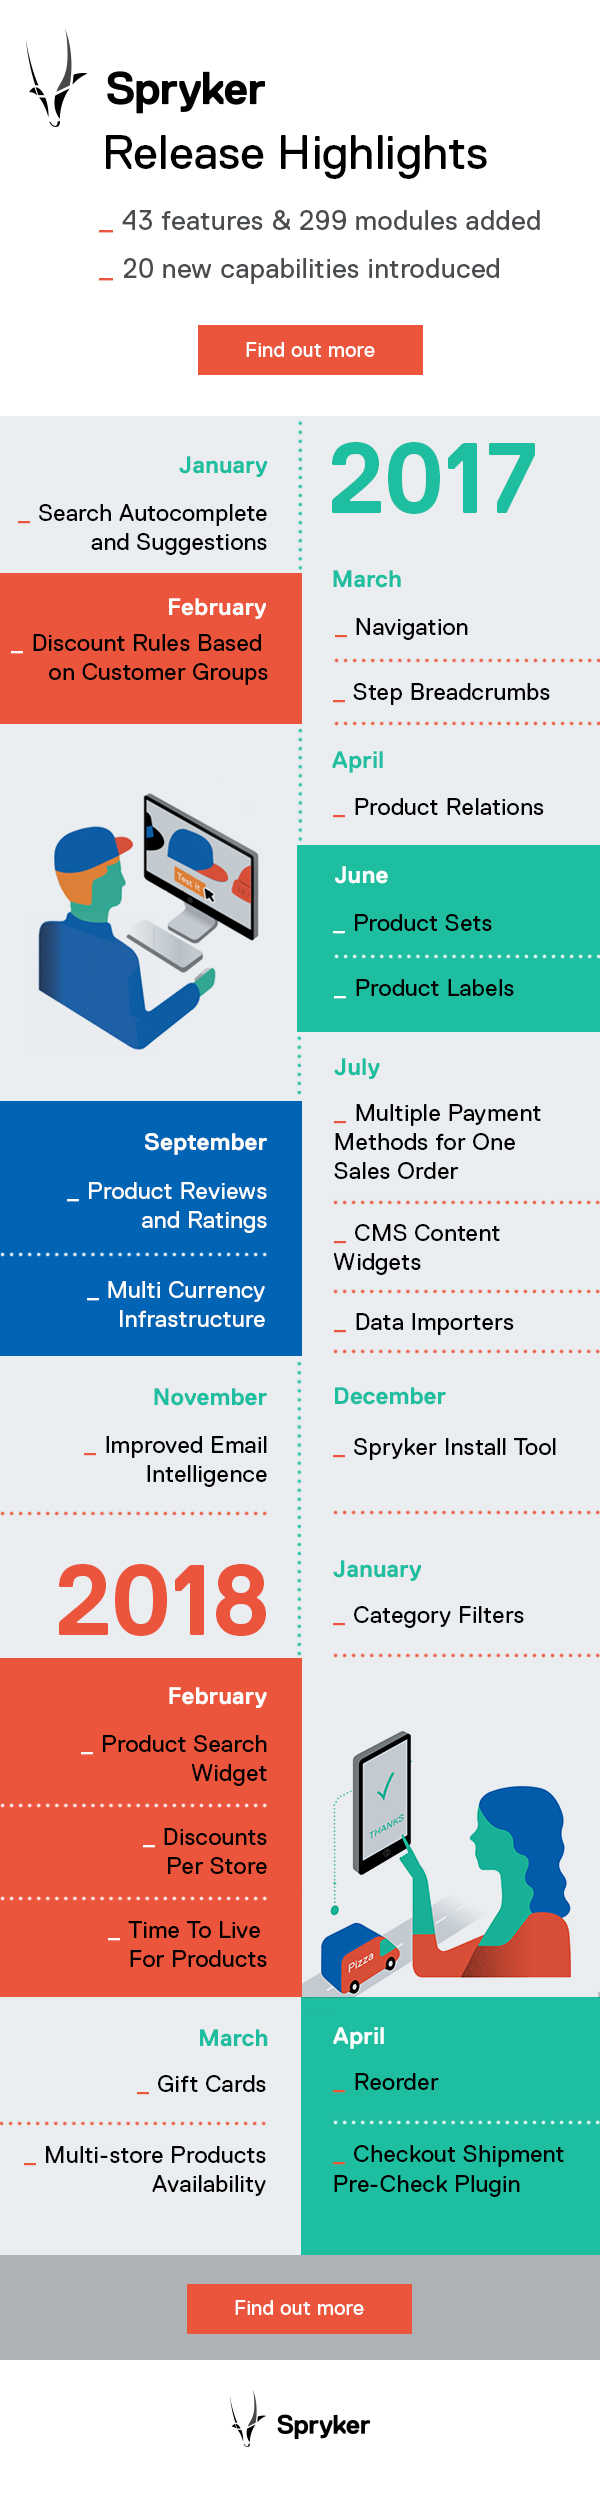 Spryker
Release Highlights
_ 43 features & 299 modules added
_ 20 new capabilities introduced
Find out more
2017
January
_ Search Autocomplete
and Suggestions
February
_ Discount Rules Based
on Customer Groups
March
_ Navigation
_ Step Breadcrumbs
April
_ Product Relations
Test it
June
_ Product Sets
_ Product Labels
July
_ Multiple Payment
Methods for One
Sales Order
_ CMS Content
Widgets
_ Data Importers
September
_ Product Reviews
and Ratings
_ Multi Currency
Infrastructure
November
_ Improved Email
Intelligence
December
_ Spryker Install Tool
2018
January
_ Category Filters
February
_ Product Search
Widget
_ Discounts
Per Store
_ Time To Live
For Products
THANKS
Pizza
March
_ Gift Cards
_ Multi-store Products
Availability
April
_ Reorder
_ Checkout Shipment
Pre-Check Plugin
Find out more
Spryker